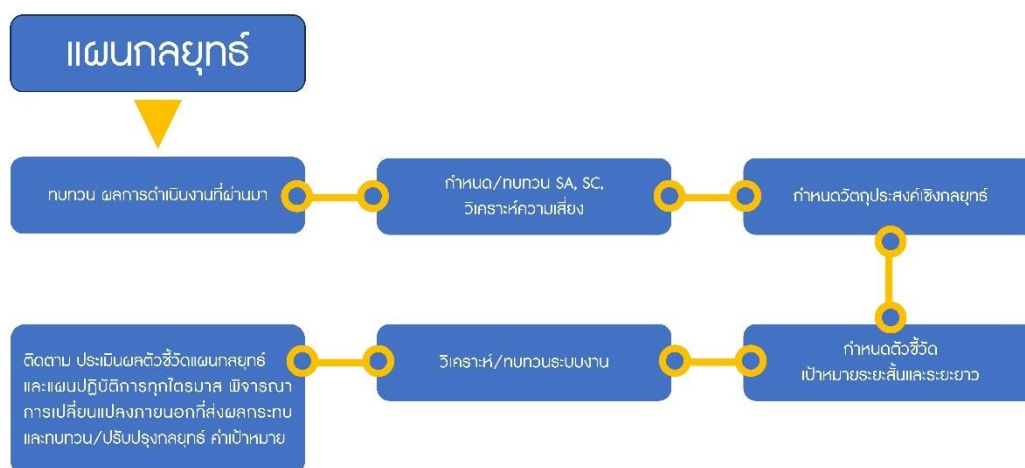 แผนกลยุทธ์
ทบทวน ผลการดำเนินงานที่ผ่านมา
กำหนด/ทบทวน SA, SC,
วิเคราะห์ความเสี่ยง
กำหนดวัตถุประสงค์เชิงกลยุทธ์
กำหนดตัวชี้วัด
เป้าหมายระยะสั้นและระยะยาว
วิเคราะห์/ทบทวนระบบงาน
ติดตาม ประเมินผลตัวชี้วัดแผนกลยุทธ์
และแผนปฏิบัติการทุกไตรมาส พิจารณา
การเปลี่ยนแปลงภายนอกที่ส่งผลกระทบ
และทบทวน/ปรับปรุงกลยุทธ์ ค่าเป้าหมาย